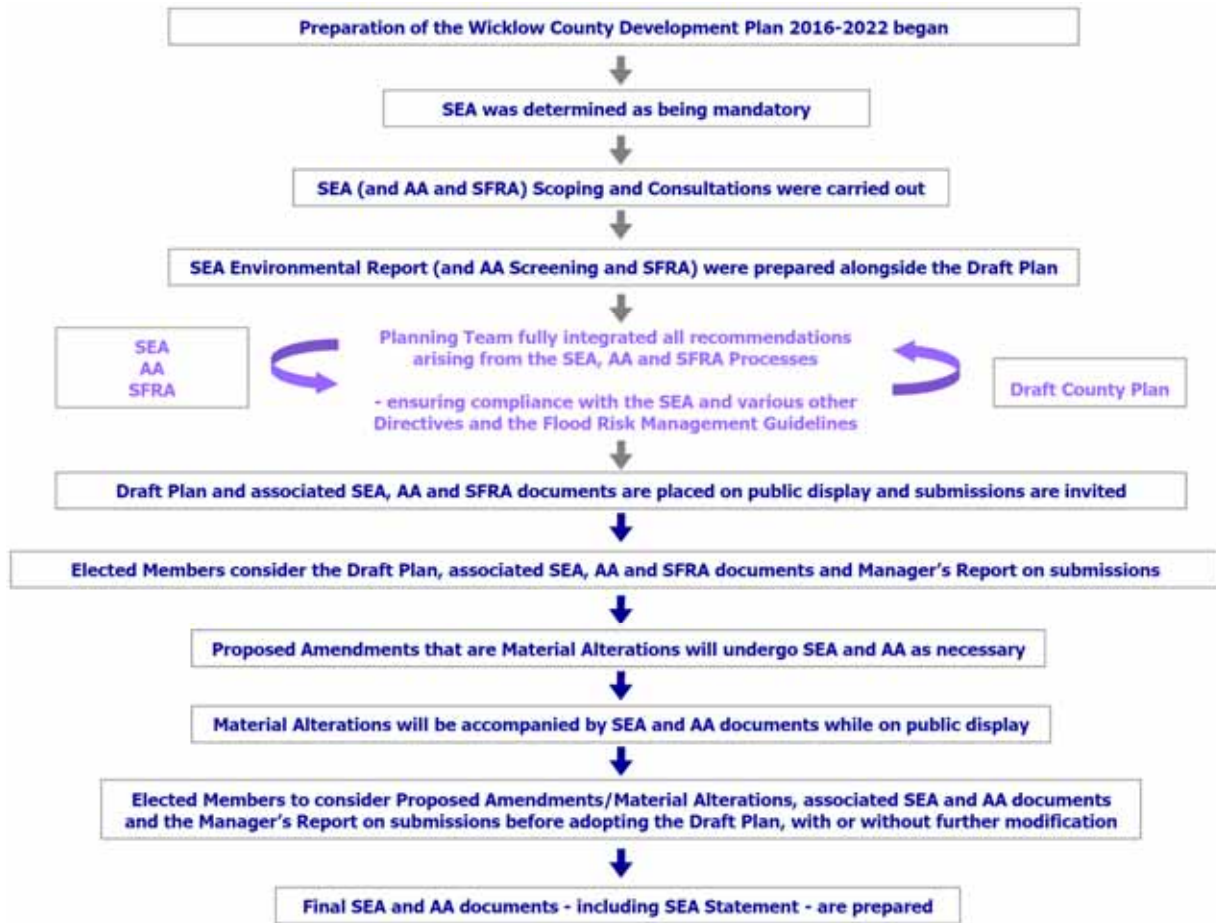 Preparation of the Wicklow County Development Plan 2016-2022 began
SEA was determined as being mandatory
SEA (and AA and SFRA) Scoping and Consultations were carried out
SEA Environmental Report (and AA Screening and SFRA) were prepared alongside the Draft Plan
SEA
AA
SFRA
Planning Team fully integrated all recommendations
arising from the SEA, AA and SFRA Processes
- ensuring compliance with the SEA and various other
Directives and the Flood Risk Management Guidelines
Draft County Plan
Draft Plan and associated SEA, AA and SFRA documents are placed on public display and submissions are invited
Elected Members consider the Draft Plan, associated SEA, AA and SFRA documents and Manager's Report on submissions
Proposed Amendments that are Material Alterations will undergo SEA and AA as necessary
Material Alterations will be accompanied by SEA and AA documents while on public display
Elected Members to consider Proposed Amendments/Material Alterations, associated SEA and AA documents
and the Manager's Report on submissions before adopting the Draft Plan, with or without further modification
Final SEA and AA documents - including SEA Statement - are prepared